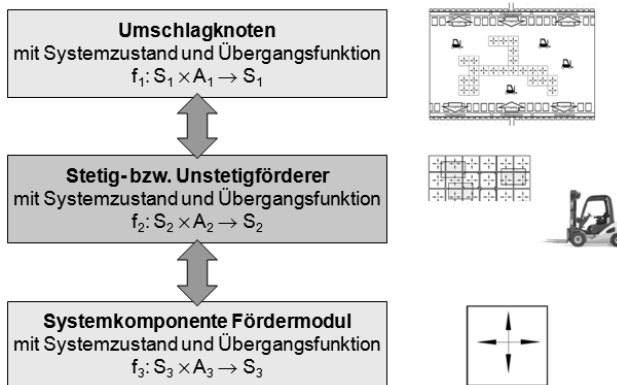 Umschlagknoten
mit Systemzustand und Übergangsfunktion
f₁: S₁ × A₁ → S₁
Stetig- bzw. Unstetigförderer
mit Systemzustand und Übergangsfunktion
f₂: S₂ × A₂ → S₂
Systemkomponente Fördermodul
mit Systemzustand und Übergangsfunktion
f₃: S₃ × A₃ → S₃